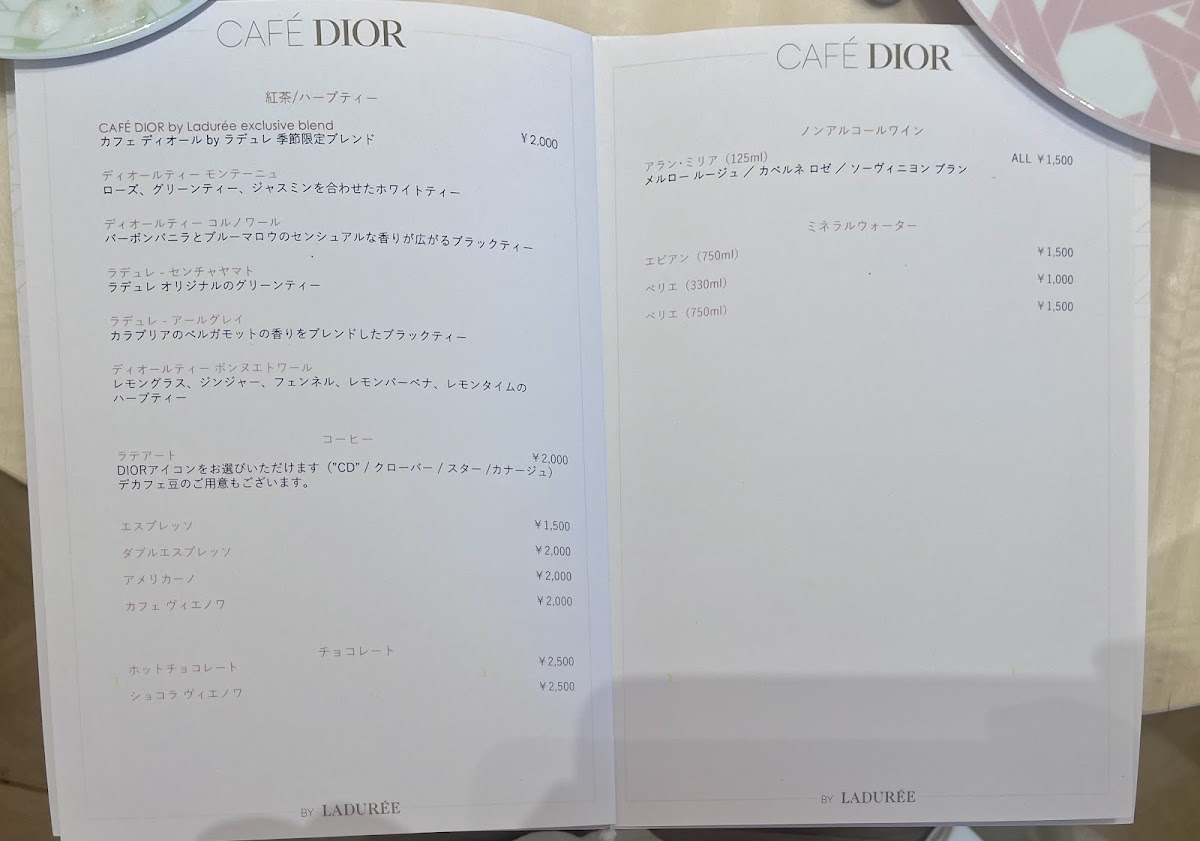 CAFÉ DIOR
紅茶/ハーブティー
CAFÉ DIOR by Ladurée exclusive blend
カフェ ディオール by ラデュレ 季節限定ブレンド ¥2,000
ディオールティー モンテーニュ
ローズ、グリーンティー、ジャスミンを合わせたホワイトティー
ディオールティー コルノワール
バーボンバニラとブルーマロウのセンシュアルな香りが広がるブラックティー
ラデュレ - センチャヤマト
ラデュレ オリジナルのグリーンティー
ラデュレ - アールグレイ
カラブリアのベルガモットの香りをブレンドしたブラックティー
ディオールティー ボンヌエトワール
レモングラス、ジンジャー、フェンネル、レモンバーベナ、レモンタイムの
ハーブティー
コーヒー
ラテアート ¥2,000
DIORアイコンをお選びいただけます（"CD" / クローバー / スター /カナージュ）
デカフェ豆のご用意もございます。
エスプレッソ ¥1,500
ダブルエスプレッソ ¥2,000
アメリカーノ ¥2,000
カフェ ヴィエノワ ¥2,000
チョコレート
ホットチョコレート ¥2,500
ショコラ ヴィエノワ ¥2,500
BY LADURÉE
CAFÉ DIOR
ノンアルコールワイン
アラン・ミリア（125ml） ALL ¥1,500
メルロー ルージュ ／ カベルネ ロゼ ／ ソーヴィニヨン ブラン
ミネラルウォーター
エビアン（750ml） ¥1,500
ペリエ（330ml） ¥1,000
ペリエ（750ml） ¥1,500
BY LADURÉE